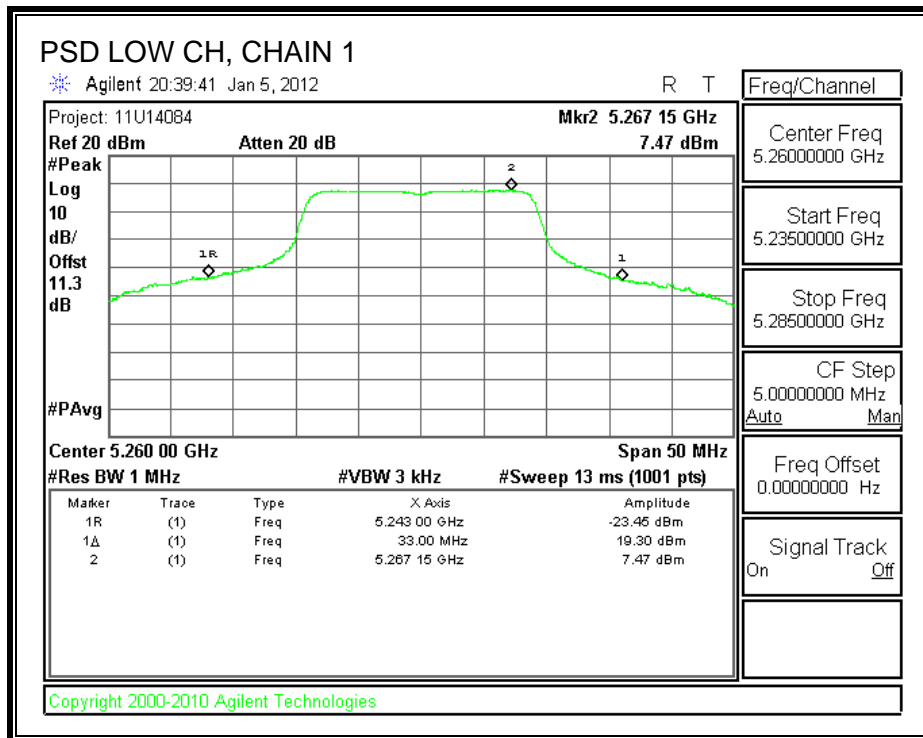 PSD LOW CH, CHAIN 1
Agilent 20:39:41 Jan 5, 2012 R T
Project: 11U14084 Mkr2 5.267 15 GHz
Ref 20 dBm Atten 20 dB 7.47 dBm
#Peak
Log
10
dB/
Offst
11.3
dB
#PAvg
1R
2
1
Center 5.260 00 GHz Span 50 MHz
#Res BW 1 MHz #VBW 3 kHz #Sweep 13 ms (1001 pts)
Marker Trace Type X Axis Amplitude
1R (1) Freq 5.243 00 GHz -23.45 dBm
1Δ (1) Freq 33.00 MHz 19.30 dBm
2 (1) Freq 5.267 15 GHz 7.47 dBm
Freq/Channel
Center Freq
5.26000000 GHz
Start Freq
5.23500000 GHz
Stop Freq
5.28500000 GHz
CF Step
5.00000000 MHz
Auto Man
Freq Offset
0.00000000 Hz
Signal Track
On Off
Copyright 2000-2010 Agilent Technologies